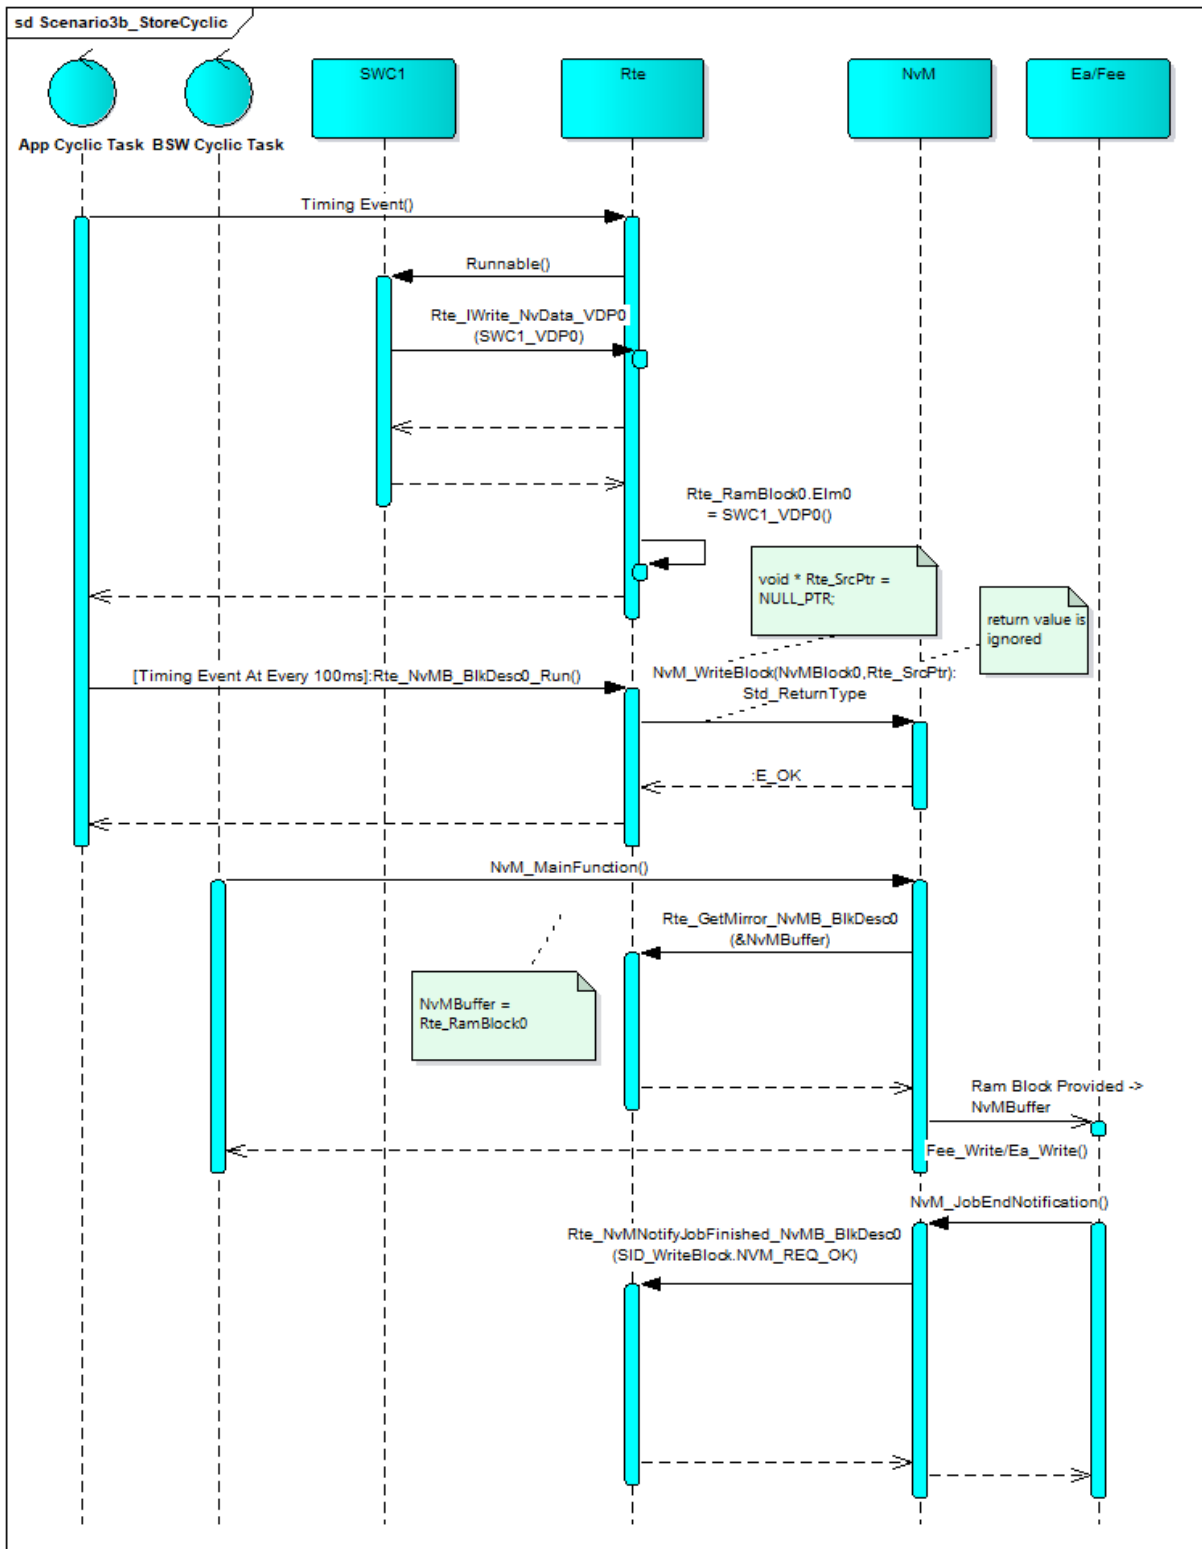 sd Scenario3b_StoreCyclic
SWC1
Rte
NvM
Ea/Fee
App Cyclic Task
BSW Cyclic Task
Timing Event()
Runnable()
Rte_IWrite_NvData_VDP0
(SWC1_VDP0)
Rte_RamBlock0.Elm0
= SWC1_VDP0()
void * Rte_SrcPtr =
NULL_PTR;
return value is
ignored
[Timing Event At Every 100ms]:Rte_NvMB_BlkDesc0_Run()
NvM_WriteBlock(NvMBlock0,Rte_SrcPtr):
Std_ReturnType
:E_OK
NvM_MainFunction()
Rte_GetMirror_NvMB_BlkDesc0
(&NvMBuffer)
NvMBuffer =
Rte_RamBlock0
Ram Block Provided ->
NvMBuffer
Fee_Write/Ea_Write()
NvM_JobEndNotification()
Rte_NvMNotifyJobFinished_NvMB_BlkDesc0
(SID_WriteBlock.NVM_REQ_OK)